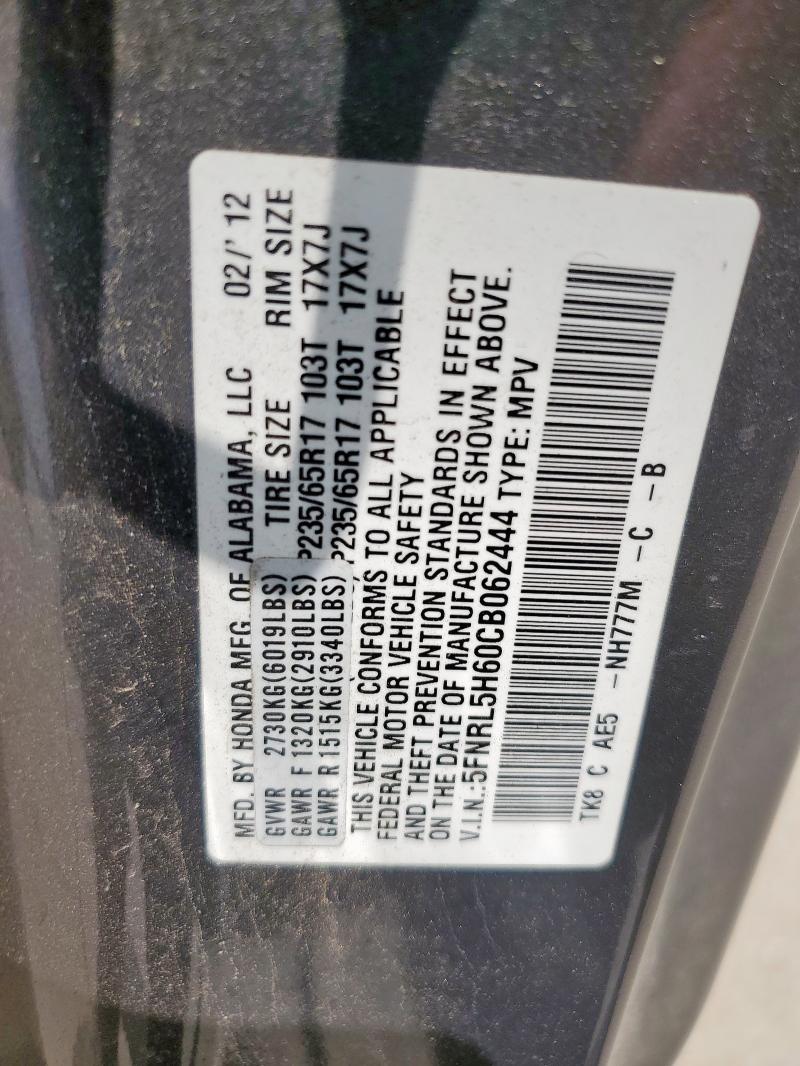 MFD. BY HONDA MFG. OF ALABAMA, LLC 02/'12
GVWR 2730KG(6019LBS) TIRE SIZE RIM SIZE
GAWR F 1320KG(2910LBS) P235/65R17 103T 17X7J
GAWR R 1515KG(3340LBS) P235/65R17 103T 17X7J
THIS VEHICLE CONFORMS TO ALL APPLICABLE
FEDERAL MOTOR VEHICLE SAFETY
AND THEFT PREVENTION STANDARDS IN EFFECT
ON THE DATE OF MANUFACTURE SHOWN ABOVE.
V.I.N.:5FNRL5H60CB062444 TYPE: MPV
TK8 C AE5 -NH777M -C -B